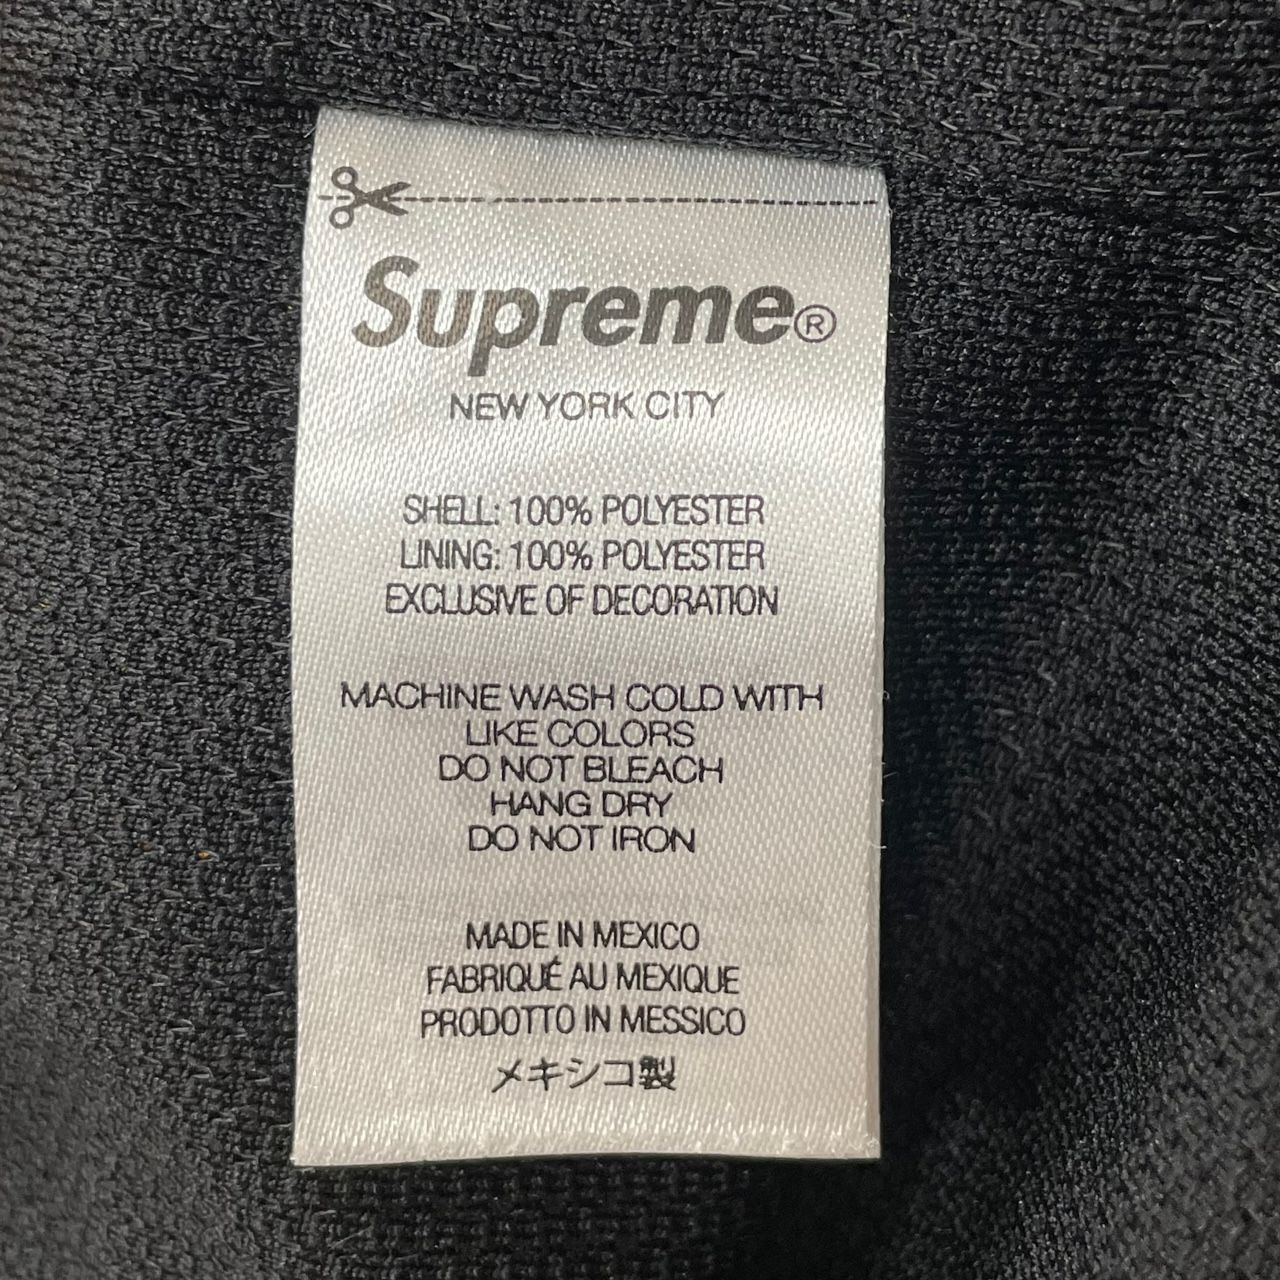 Supreme®
NEW YORK CITY
SHELL: 100% POLYESTER
LINING: 100% POLYESTER
EXCLUSIVE OF DECORATION
MACHINE WASH COLD WITH
LIKE COLORS
DO NOT BLEACH
HANG DRY
DO NOT IRON
MADE IN MEXICO
FABRIQUÉ AU MEXIQUE
PRODOTTO IN MESSICO
メキシコ製